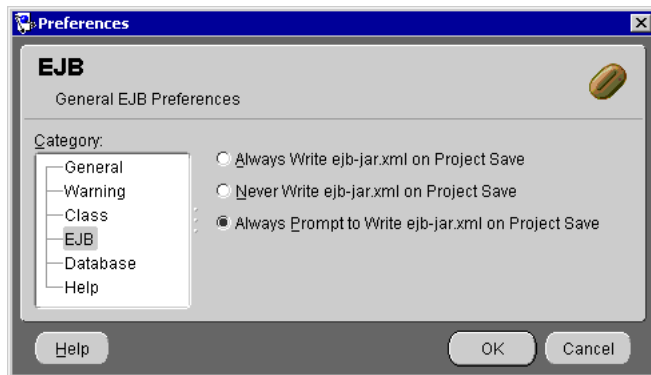 Preferences
EJB
General EJB Preferences
Category:
General
Warning
Class
EJB
Database
Help
Always Write ejb-jar.xml on Project Save
Never Write ejb-jar.xml on Project Save
Always Prompt to Write ejb-jar.xml on Project Save
Help
OK
Cancel